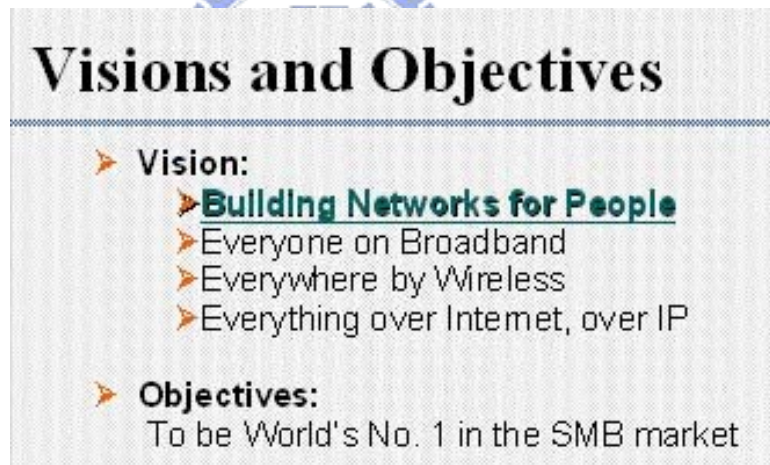 Visions and Objectives
Vision:
Building Networks for People
Everyone on Broadband
Everywhere by Wireless
Everything over Internet, over IP
Objectives:
To be World's No. 1 in the SMB market